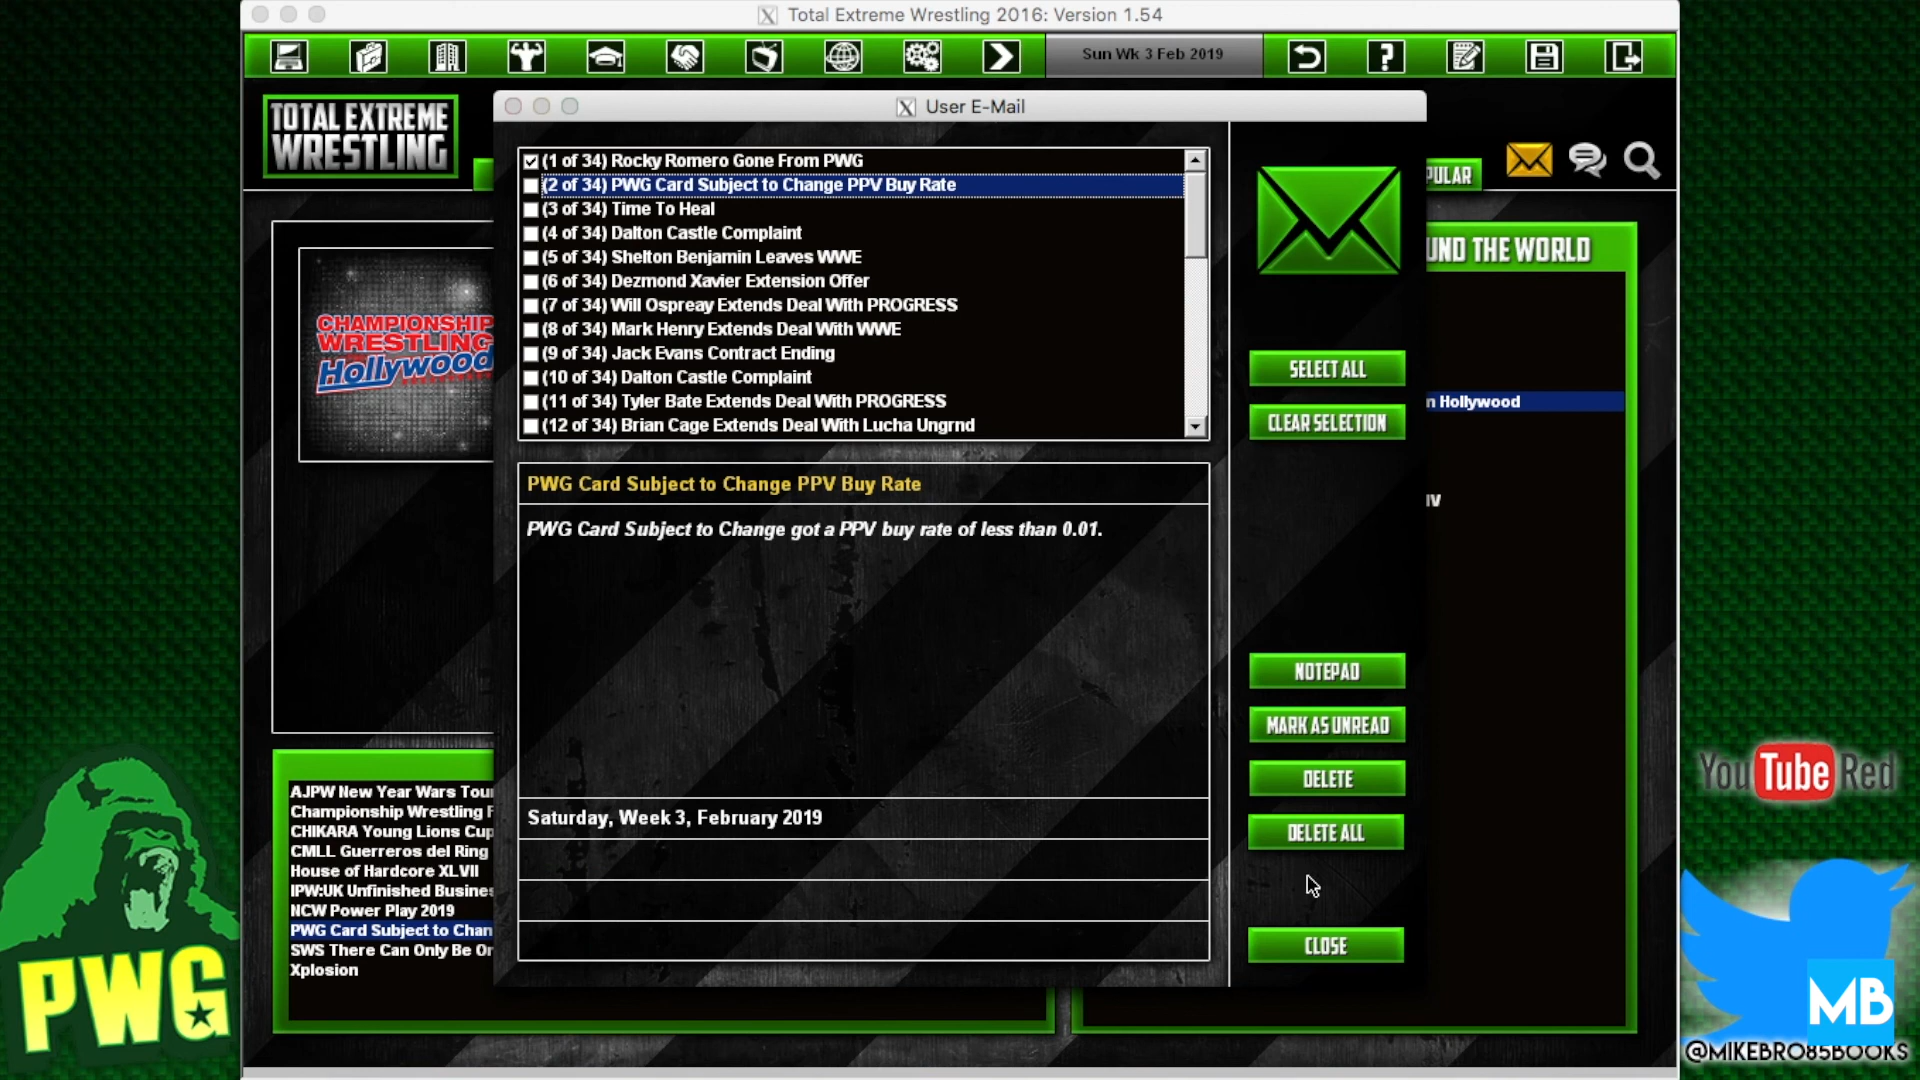 Total Extreme Wrestling 2016: Version 1.54
Sun Wk 3 Feb 2019
TOTAL EXTREME
WRESTLING
User E-Mail
(1 of 34) Rocky Romero Gone From PWG
(2 of 34) PWG Card Subject to Change PPV Buy Rate
(3 of 34) Time To Heal
(4 of 34) Dalton Castle Complaint
(5 of 34) Shelton Benjamin Leaves WWE
(6 of 34) Dezmond Xavier Extension Offer
(7 of 34) Will Ospreay Extends Deal With PROGRESS
(8 of 34) Mark Henry Extends Deal With WWE
(9 of 34) Jack Evans Contract Ending
(10 of 34) Dalton Castle Complaint
(11 of 34) Tyler Bate Extends Deal With PROGRESS
(12 of 34) Brian Cage Extends Deal With Lucha Ungrnd
SELECT ALL
CLEAR SELECTION
PULAR
UND THE WORLD
n Hollywood
CHAMPIONSHIP
WRESTLING
Hollywood
PWG Card Subject to Change PPV Buy Rate
PWG Card Subject to Change got a PPV buy rate of less than 0.01.
Saturday, Week 3, February 2019
NOTEPAD
MARK AS UNREAD
DELETE
DELETE ALL
CLOSE
AJPW New Year Wars Tou
Championship Wrestling F
CHIKARA Young Lions Cup
CMLL Guerreros del Ring
House of Hardcore XLVII
IPW:UK Unfinished Busine
NCW Power Play 2019
PWG Card Subject to Chan
SWS There Can Only Be Or
Xplosion
PWG
YouTube Red
MB
@MIKEBRO85BOOKS